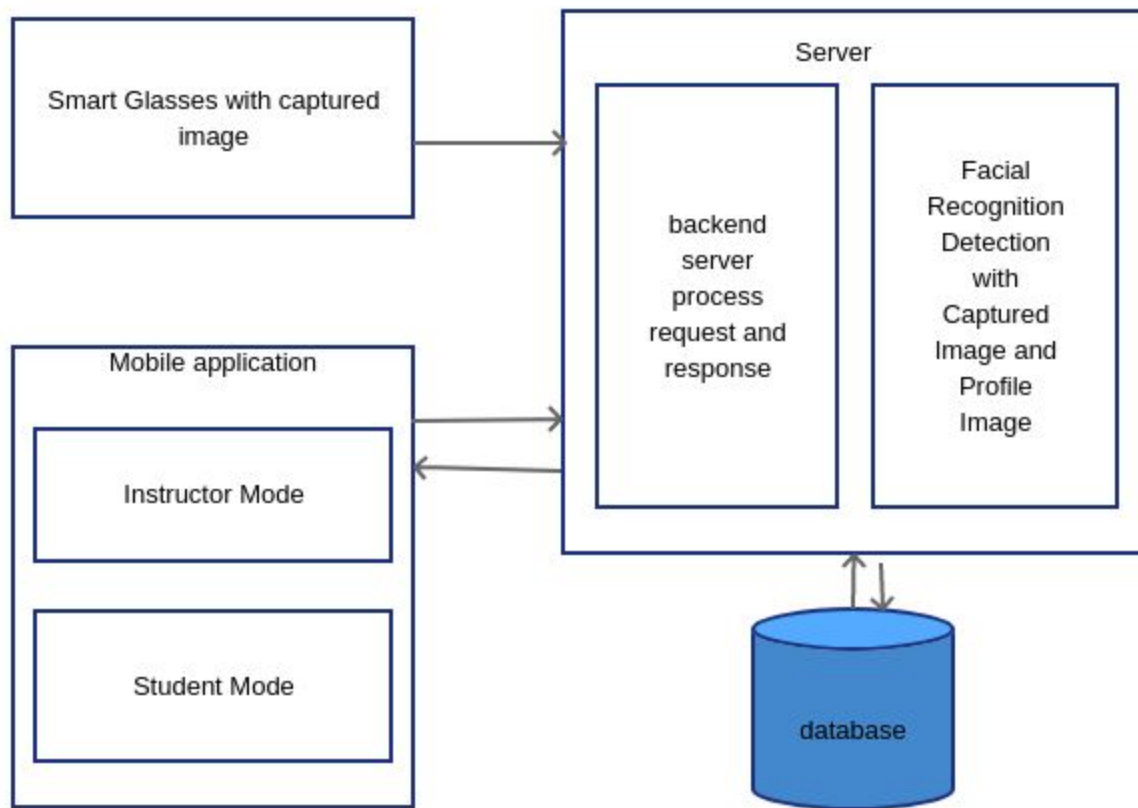 Smart Glasses with captured
image
Server
backend
server
process
request and
response
Facial
Recognition
Detection
with
Captured
Image and
Profile
Image
Mobile application
Instructor Mode
Student Mode
database